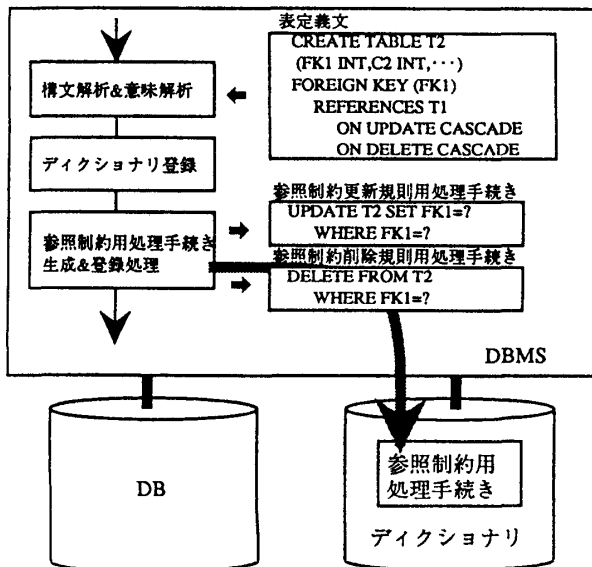 表定義文
CREATE TABLE T2
(FK1 INT,C2 INT,･･･)
FOREIGN KEY (FK1)
REFERENCES T1
ON UPDATE CASCADE
ON DELETE CASCADE
構文解析&意味解析
ディクショナリ登録
参照制約用処理手続き
生成&登録処理
参照制約更新規則用処理手続き
UPDATE T2 SET FK1=?
WHERE FK1=?
参照制約削除規則用処理手続き
DELETE FROM T2
WHERE FK1=?
DBMS
DB
参照制約用
処理手続き
ディクショナリ